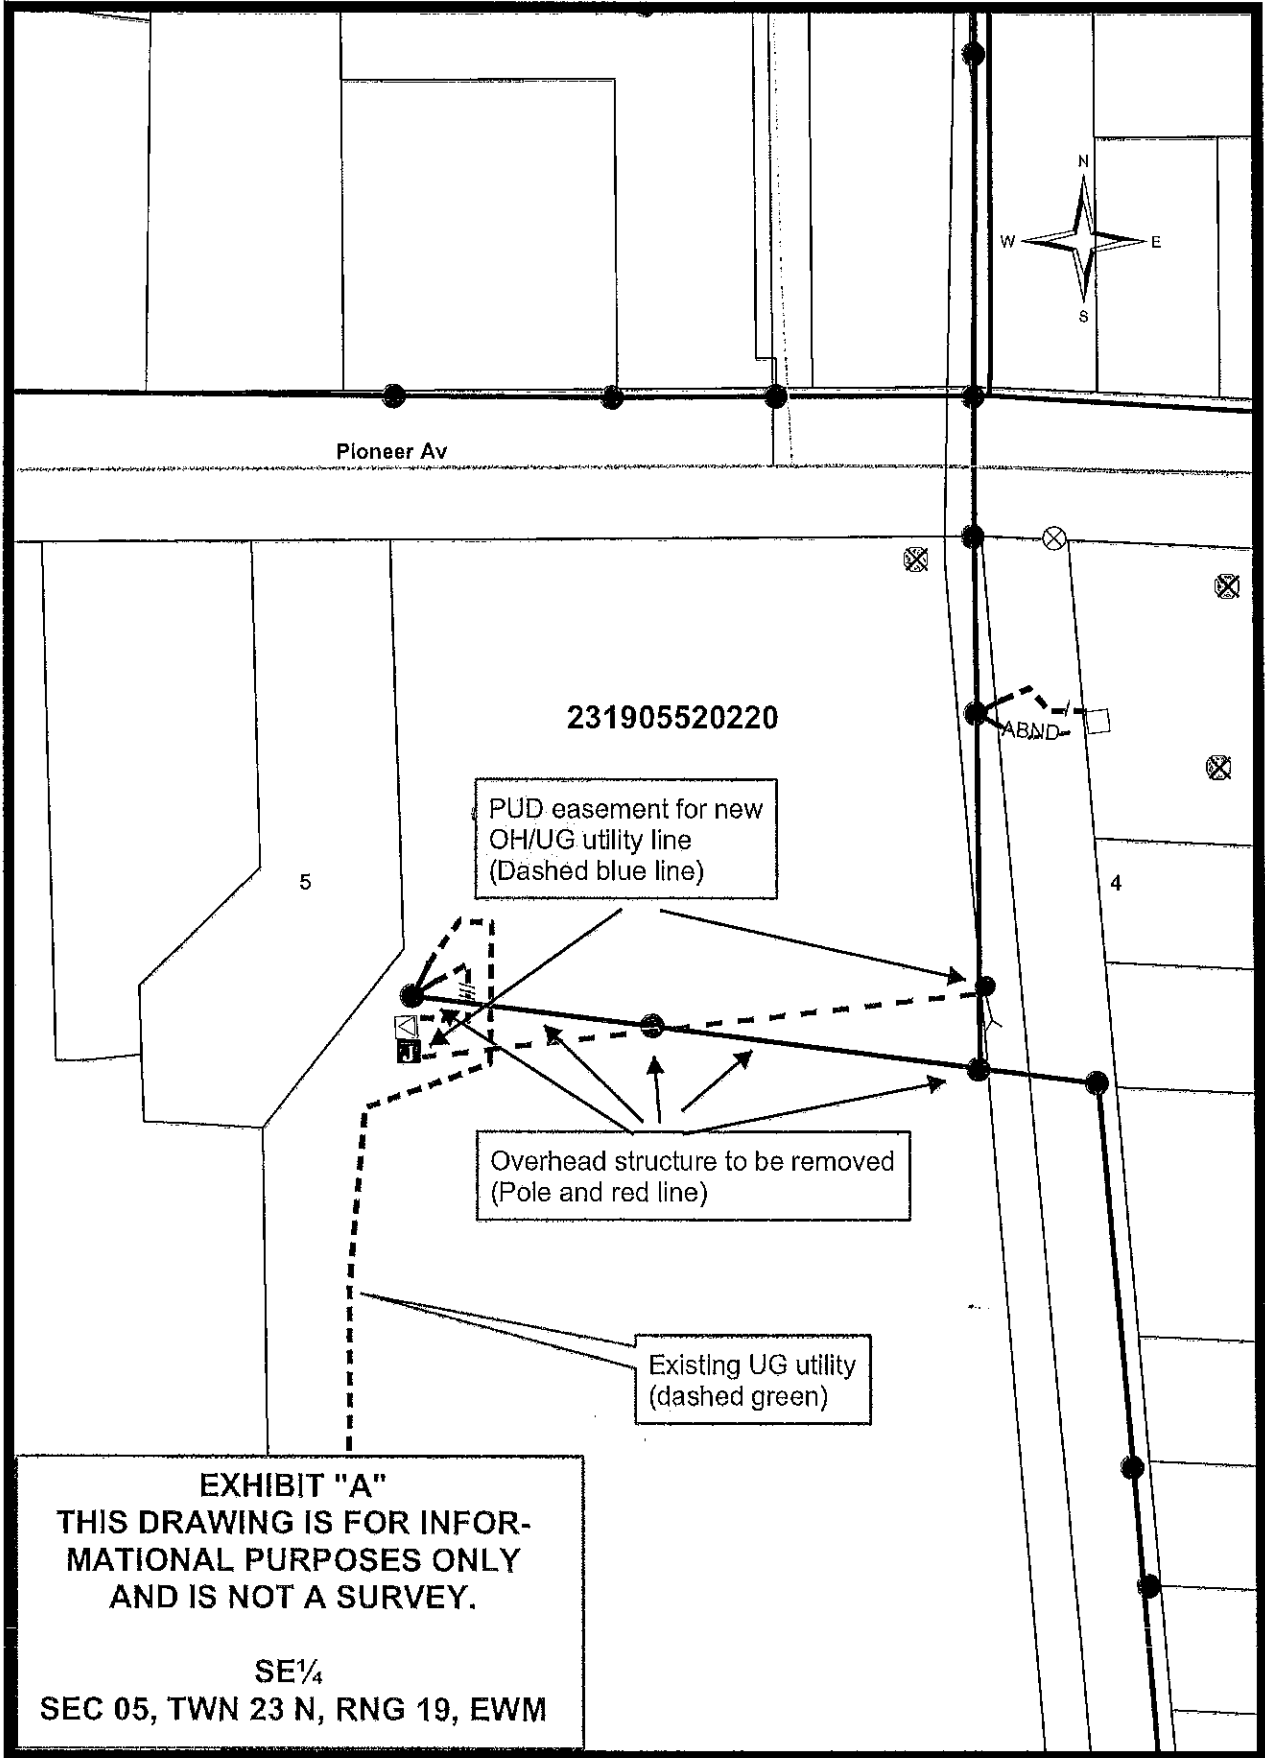 N
W E
S
Pioneer Av
231905520220
ABND
PUD easement for new
OH/UG utility line
(Dashed blue line)
5
4
J
Overhead structure to be removed
(Pole and red line)
Existing UG utility
(dashed green)
EXHIBIT "A"
THIS DRAWING IS FOR INFOR-
MATIONAL PURPOSES ONLY
AND IS NOT A SURVEY.
SE¼
SEC 05, TWN 23 N, RNG 19, EWM